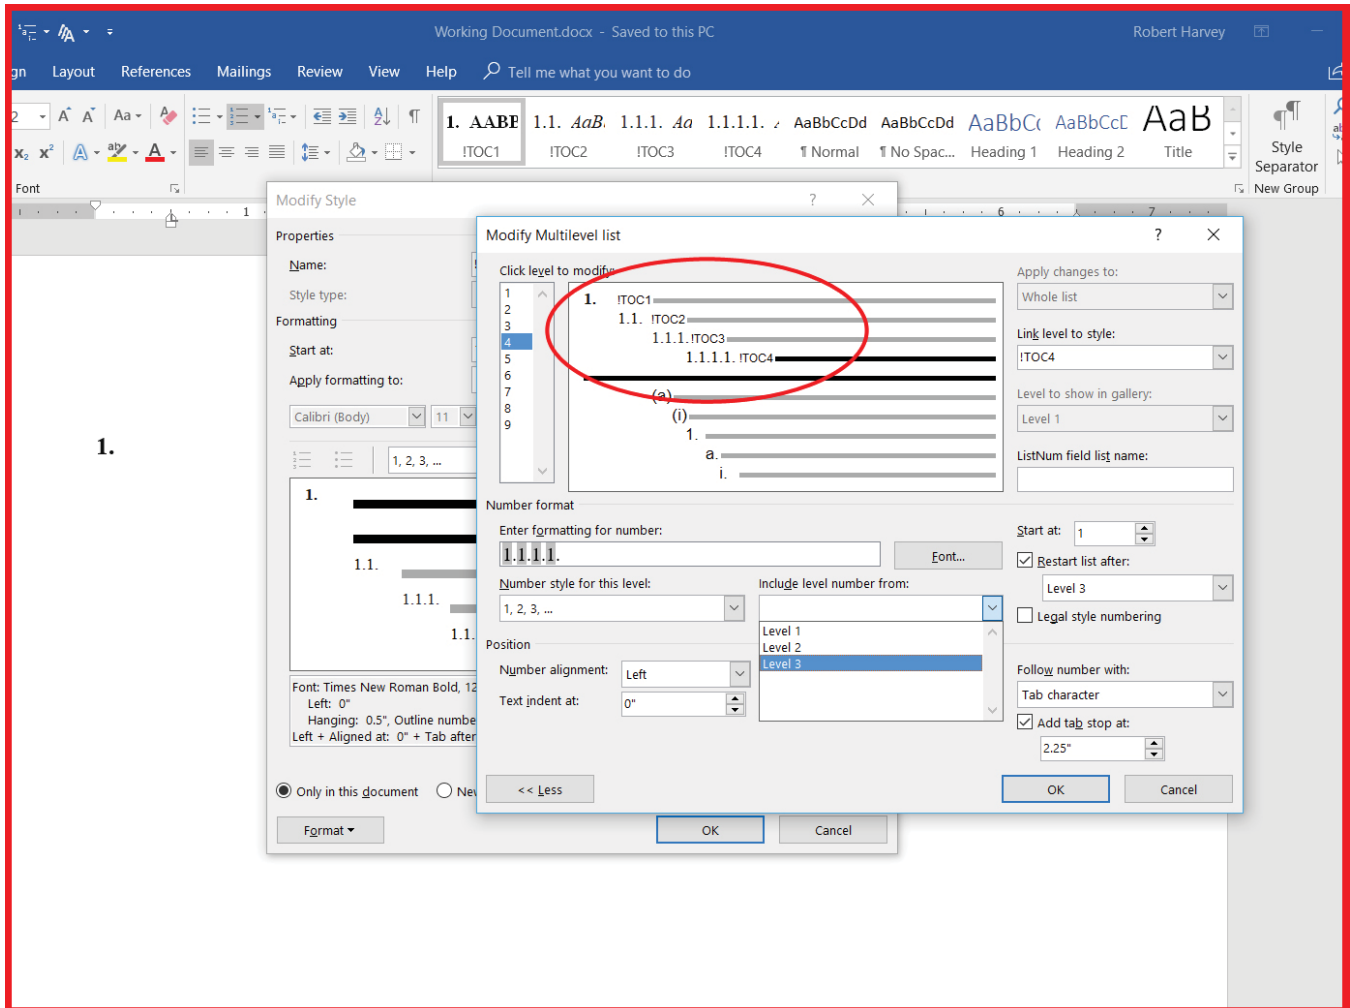 Working Document.docx - Saved to this PC
Robert Harvey
gn Layout References Mailings Review View Help Tell me what you want to do
2 A A Aa
1. AABB 1.1. AaB. 1.1.1. Aa 1.1.1.1. AaBbCcDd AaBbCcDd AaBbC AaBbCcD AaB
!TOC1 !TOC2 !TOC3 !TOC4 ¶ Normal ¶ No Spac... Heading 1 Heading 2 Title
Style
Separator
Font
New Group
1 6 7
Modify Style ? ×
Properties
Name:
Style type:
Formatting
Start at:
Apply formatting to:
Calibri (Body) 11
1, 2, 3, ...
1.
1.1.
1.1.1.
1.1.
Font: Times New Roman Bold, 12
Left: 0"
Hanging: 0.5", Outline numbe
Left + Aligned at: 0" + Tab after
Only in this document Nev
Format OK Cancel
1.
Modify Multilevel list ? ×
Click level to modify:
1
2
3
4
5
6
7
8
9
1. !TOC1
1.1. !TOC2
1.1.1. !TOC3
1.1.1.1. !TOC4
(a)
(i)
1.
a.
i.
Apply changes to:
Whole list
Link level to style:
!TOC4
Level to show in gallery:
Level 1
ListNum field list name:
Number format
Enter formatting for number:
1.1.1.1.
Font...
Number style for this level:
1, 2, 3, ...
Include level number from:
Level 1
Level 2
Level 3
Start at: 1
Restart list after:
Level 3
Legal style numbering
Position
Number alignment: Left
Text indent at: 0"
Follow number with:
Tab character
Add tab stop at:
2.25"
<< Less OK Cancel